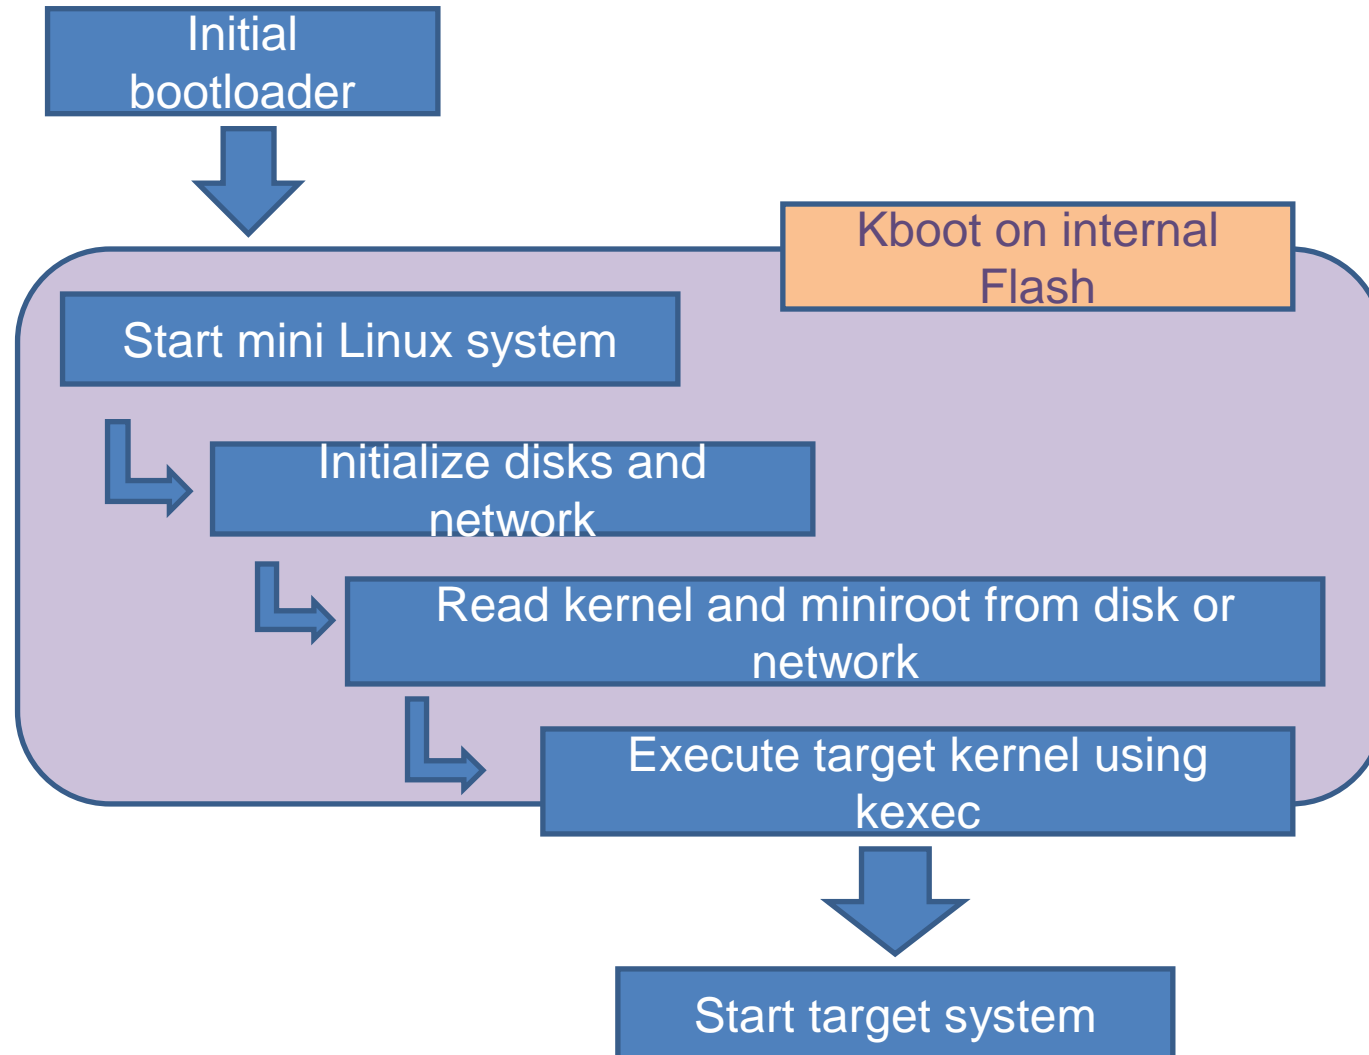 Initial
bootloader
Kboot on internal
Flash
Start mini Linux system
Initialize disks and
network
Read kernel and miniroot from disk or
network
Execute target kernel using
kexec
Start target system